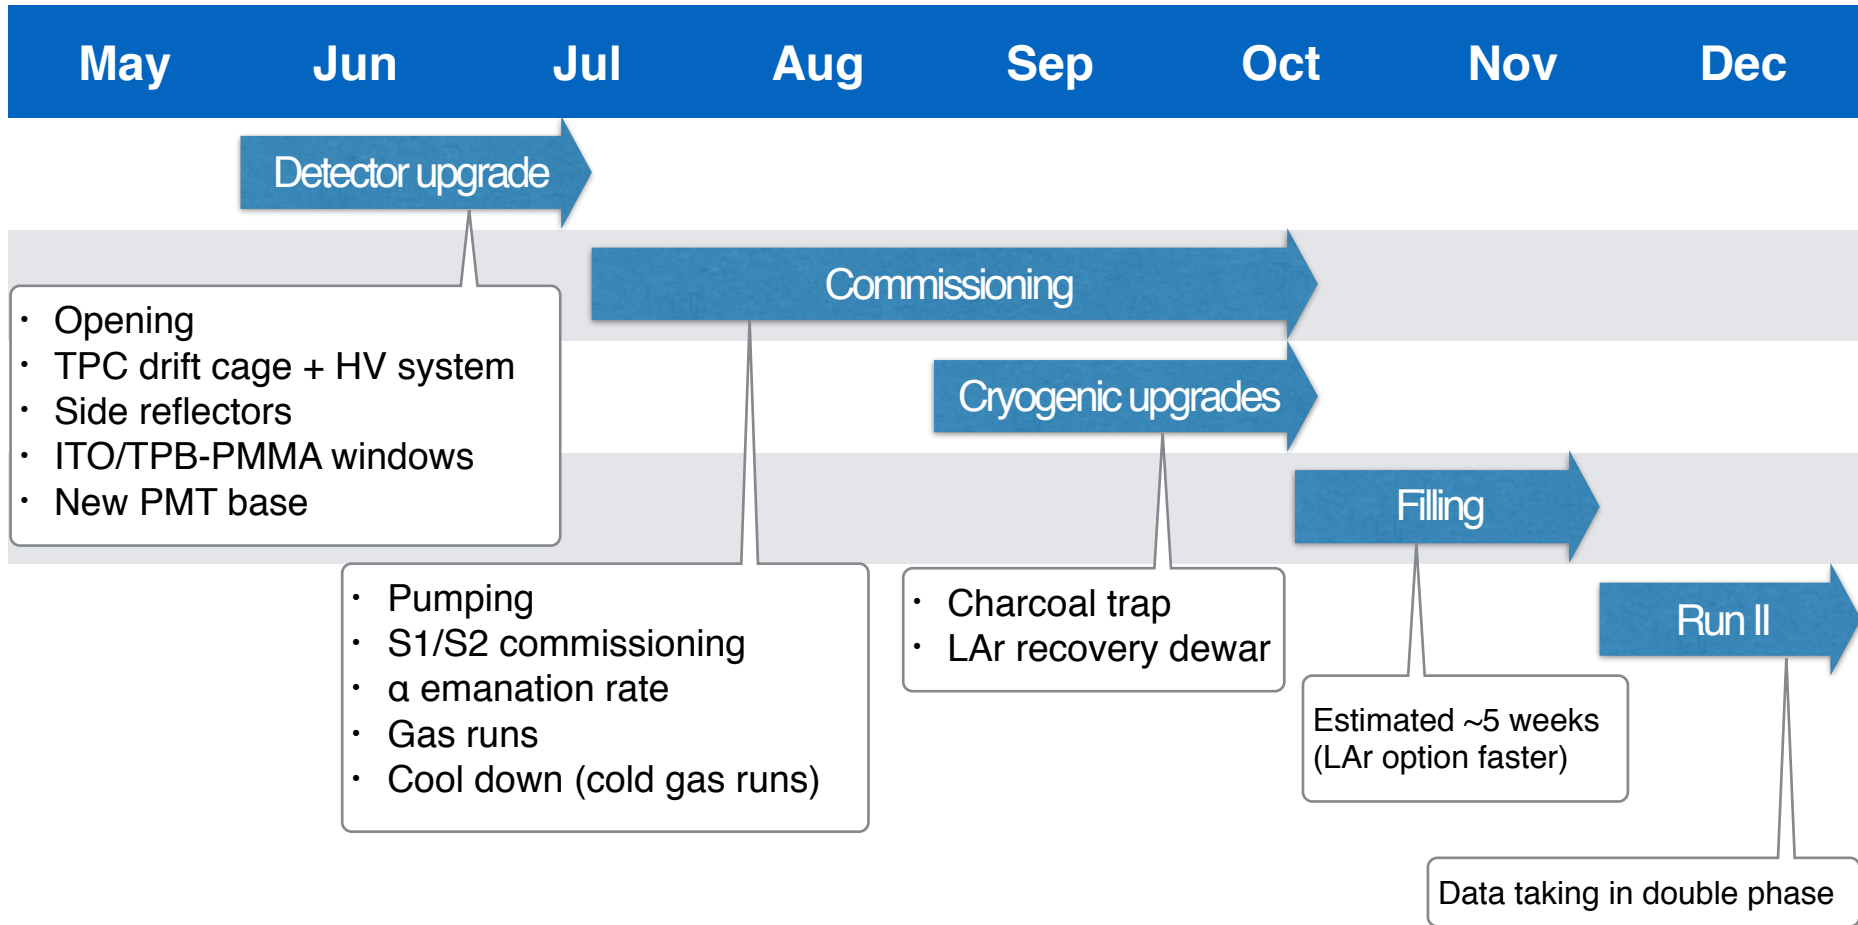 May Jun Jul Aug Sep Oct Nov Dec
Detector upgrade
Commissioning
• Opening
• TPC drift cage + HV system
• Side reflectors
• ITO/TPB-PMMA windows
• New PMT base
Cryogenic upgrades
Filling
• Pumping
• S1/S2 commissioning
• α emanation rate
• Gas runs
• Cool down (cold gas runs)
• Charcoal trap
• LAr recovery dewar
Run II
Estimated ~5 weeks
(LAr option faster)
Data taking in double phase